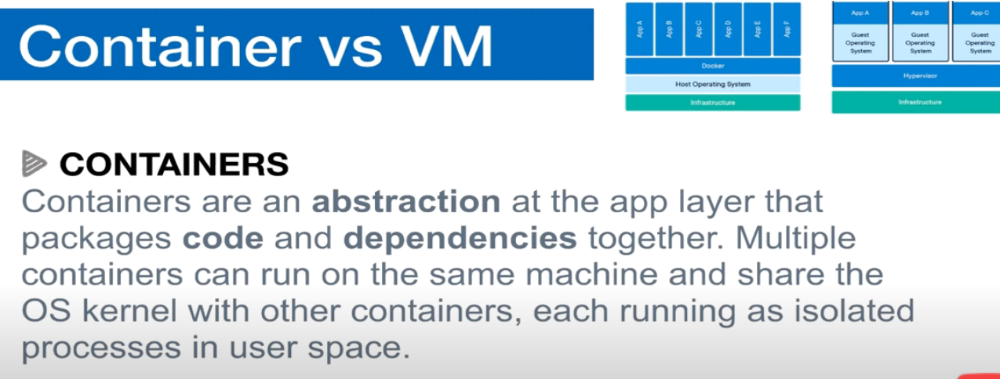 Container vs VM
App A
App B
App C
App D
App E
App F
Docker
Host Operating System
Infrastructure
App A
App B
App C
Guest
Operating
System
Guest
Operating
System
Guest
Operating
System
Hypervisor
Infrastructure
CONTAINERS
Containers are an abstraction at the app layer that
packages code and dependencies together. Multiple
containers can run on the same machine and share the
OS kernel with other containers, each running as isolated
processes in user space.